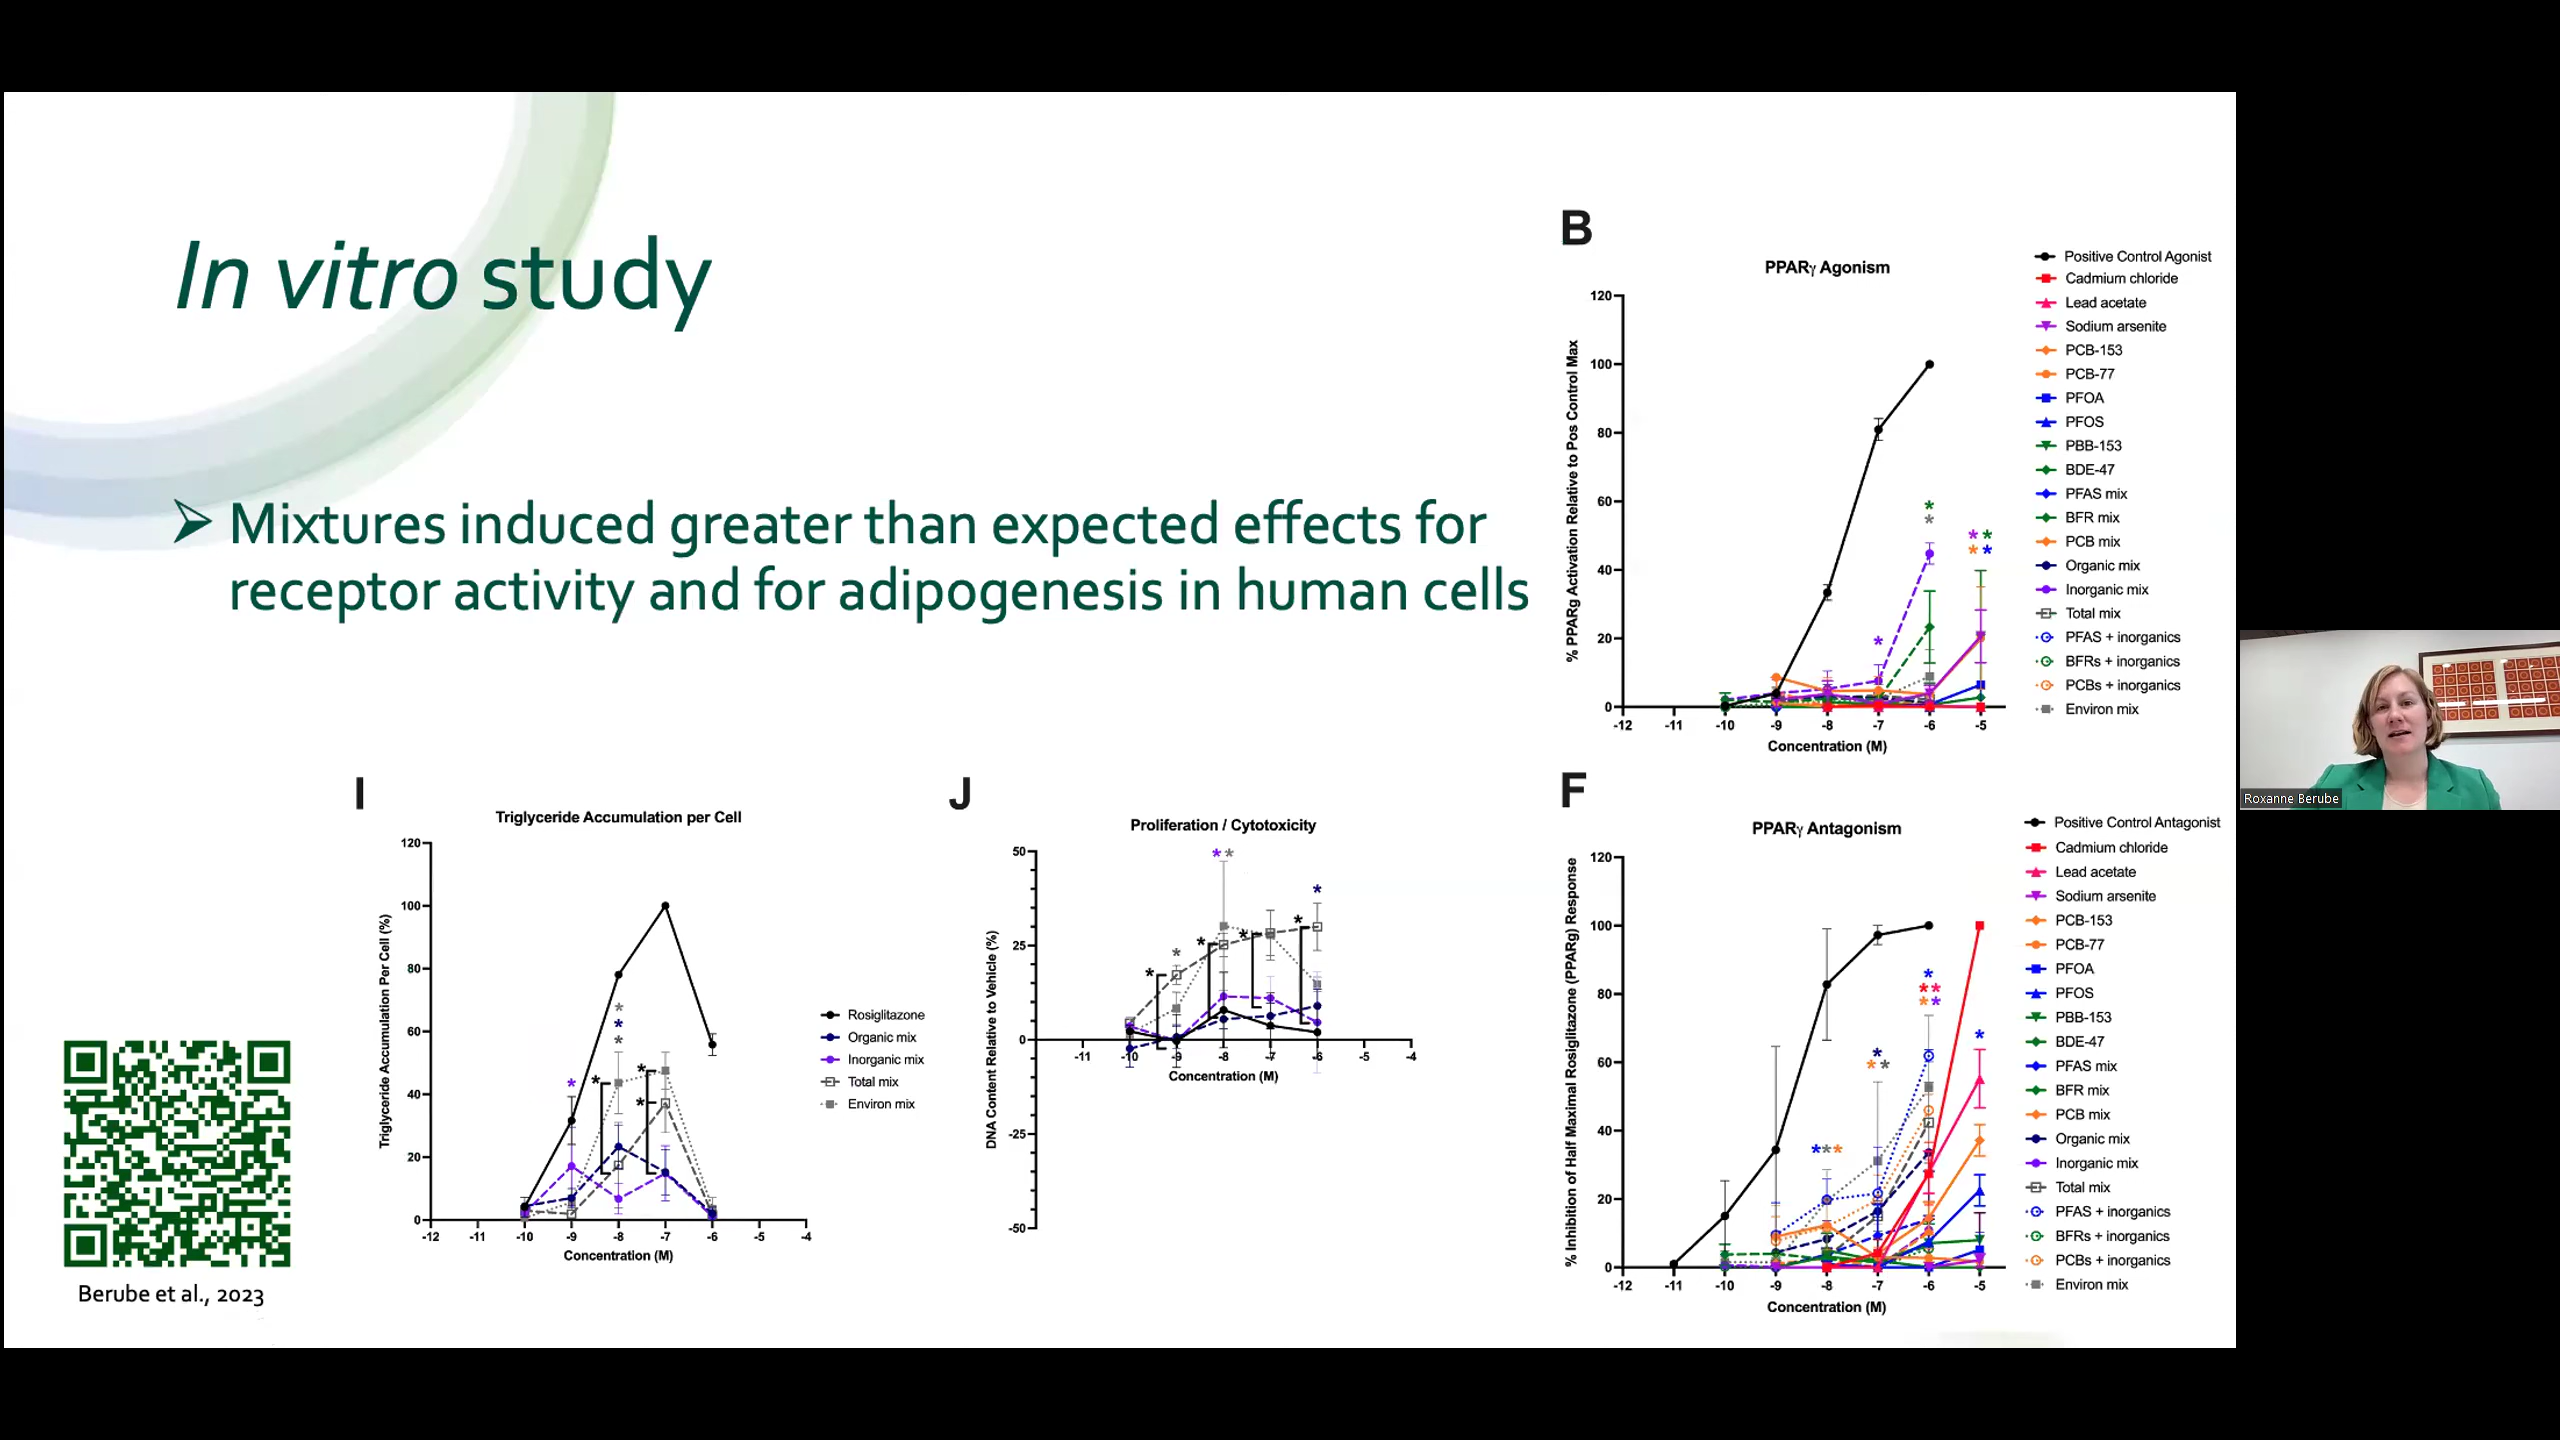 In vitro study
➢ Mixtures induced greater than expected effects for
receptor activity and for adipogenesis in human cells
B
PPARγ Agonism
% PPARg Activation Relative to Pos Control Max
120
100
80
60
40
20
0
-12 -11 -10 -9 -8 -7 -6 -5
Concentration (M)
Positive Control Agonist
Cadmium chloride
Lead acetate
Sodium arsenite
PCB-153
PCB-77
PFOA
PFOS
PBB-153
BDE-47
PFAS mix
BFR mix
PCB mix
Organic mix
Inorganic mix
Total mix
PFAS + inorganics
BFRs + inorganics
PCBs + inorganics
Environ mix
I
Triglyceride Accumulation per Cell
Triglyceride Accumulation Per Cell (%)
120
100
80
60
40
20
0
-12 -11 -10 -9 -8 -7 -6 -5 -4
Concentration (M)
Rosiglitazone
Organic mix
Inorganic mix
Total mix
Environ mix
J
Proliferation / Cytotoxicity
DNA Content Relative to Vehicle (%)
50
25
0
-25
-50
-11 -10 -9 -8 -7 -6 -5 -4
Concentration (M)
F
PPARγ Antagonism
% Inhibition of Half Maximal Rosiglitazone (PPARg) Response
120
100
80
60
40
20
0
-12 -11 -10 -9 -8 -7 -6 -5
Concentration (M)
Positive Control Antagonist
Cadmium chloride
Lead acetate
Sodium arsenite
PCB-153
PCB-77
PFOA
PFOS
PBB-153
BDE-47
PFAS mix
BFR mix
PCB mix
Organic mix
Inorganic mix
Total mix
PFAS + inorganics
BFRs + inorganics
PCBs + inorganics
Environ mix
Berube et al., 2023
Roxanne Berube